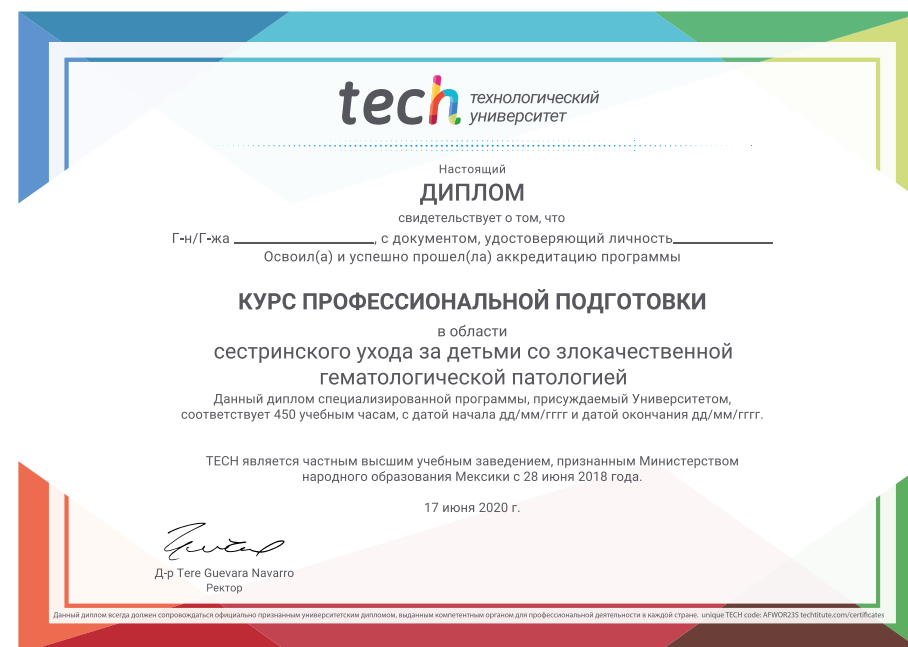 tech технологический
университет
Настоящий
ДИПЛОМ
свидетельствует о том, что
Г-н/Г-жа ____________________, с документом, удостоверяющий личность______________
Освоил(а) и успешно прошел(ла) аккредитацию программы
КУРС ПРОФЕССИОНАЛЬНОЙ ПОДГОТОВКИ
в области
сестринского ухода за детьми со злокачественной
гематологической патологией
Данный диплом специализированной программы, присуждаемый Университетом,
соответствует 450 учебным часам, с датой начала дд/мм/гггг и датой окончания дд/мм/гггг.
TECH является частным высшим учебным заведением, признанным Министерством
народного образования Мексики с 28 июня 2018 года.
17 июня 2020 г.
Д-р Tere Guevara Navarro
Ректор
Данный диплом всегда должен сопровождаться официально признанным университетским дипломом, выданным компетентным органом для профессиональной деятельности в каждой стране. unique TECH code: AFWOR23S techtitute.com/certificates